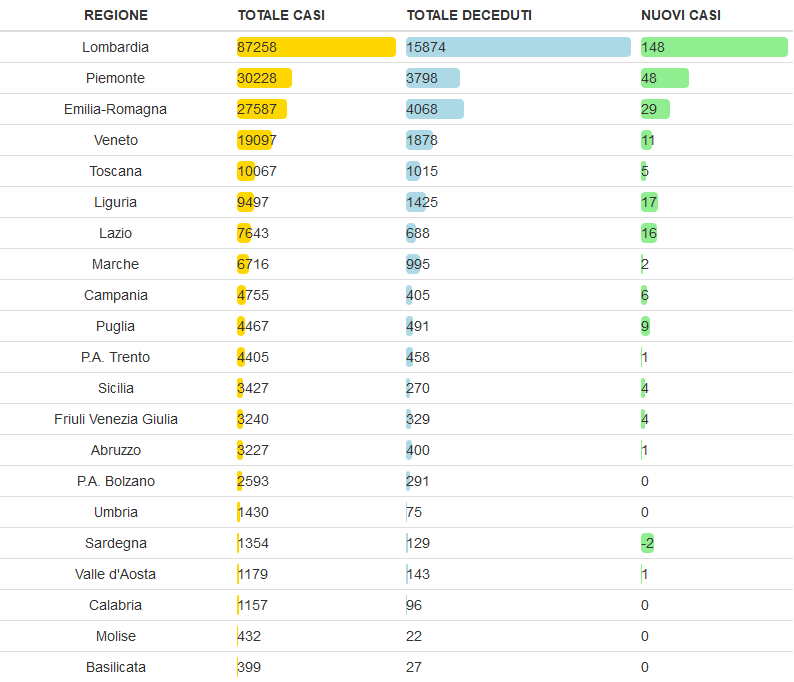 REGIONE TOTALE CASI TOTALE DECEDUTI NUOVI CASI
Lombardia 87258 15874 148
Piemonte 30228 3798 48
Emilia-Romagna 27587 4068 29
Veneto 19097 1878 11
Toscana 10067 1015 5
Liguria 9497 1425 17
Lazio 7643 688 16
Marche 6716 995 2
Campania 4755 405 6
Puglia 4467 491 9
P.A. Trento 4405 458 1
Sicilia 3427 270 4
Friuli Venezia Giulia 3240 329 4
Abruzzo 3227 400 1
P.A. Bolzano 2593 291 0
Umbria 1430 75 0
Sardegna 1354 129 -2
Valle d'Aosta 1179 143 1
Calabria 1157 96 0
Molise 432 22 0
Basilicata 399 27 0